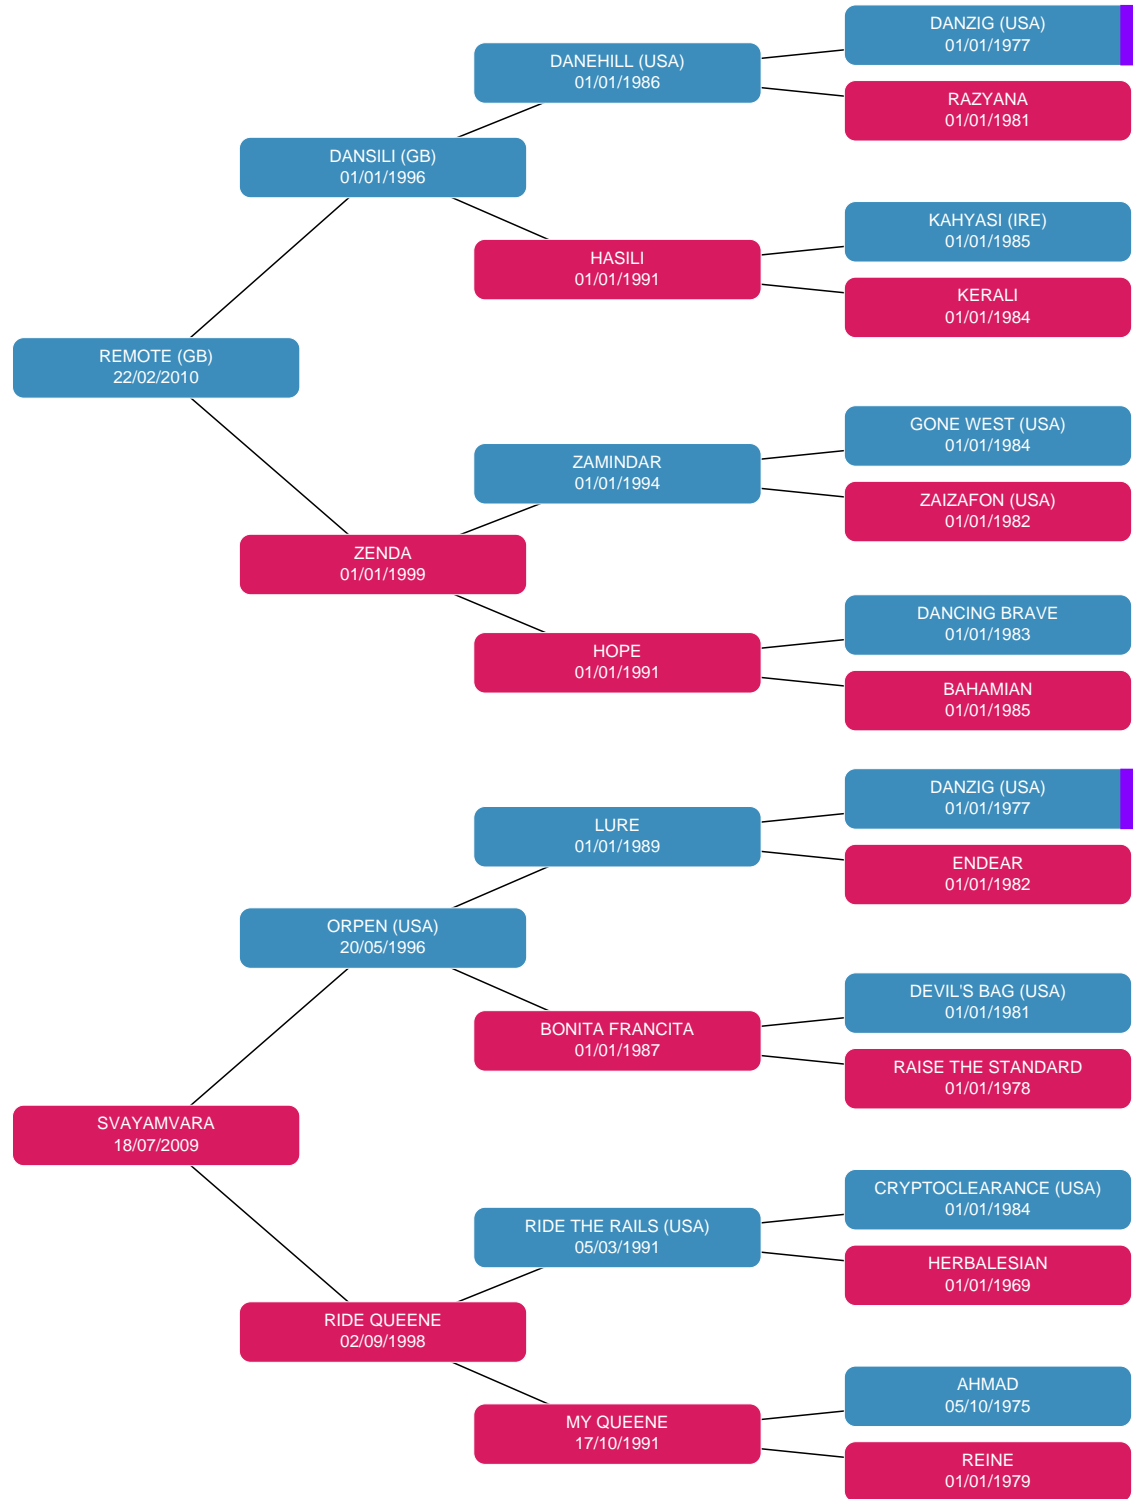 DANZIG (USA)
01/01/1977
DANEHILL (USA)
01/01/1986
RAZYANA
01/01/1981
DANSILI (GB)
01/01/1996
KAHYASI (IRE)
01/01/1985
HASILI
01/01/1991
KERALI
01/01/1984
REMOTE (GB)
22/02/2010
GONE WEST (USA)
01/01/1984
ZAMINDAR
01/01/1994
ZAIZAFON (USA)
01/01/1982
ZENDA
01/01/1999
DANCING BRAVE
01/01/1983
HOPE
01/01/1991
BAHAMIAN
01/01/1985
DANZIG (USA)
01/01/1977
LURE
01/01/1989
ENDEAR
01/01/1982
ORPEN (USA)
20/05/1996
DEVIL'S BAG (USA)
01/01/1981
BONITA FRANCITA
01/01/1987
RAISE THE STANDARD
01/01/1978
SVAYAMVARA
18/07/2009
CRYPTOCLEARANCE (USA)
01/01/1984
RIDE THE RAILS (USA)
05/03/1991
HERBALESIAN
01/01/1969
RIDE QUEENE
02/09/1998
AHMAD
05/10/1975
MY QUEENE
17/10/1991
REINE
01/01/1979